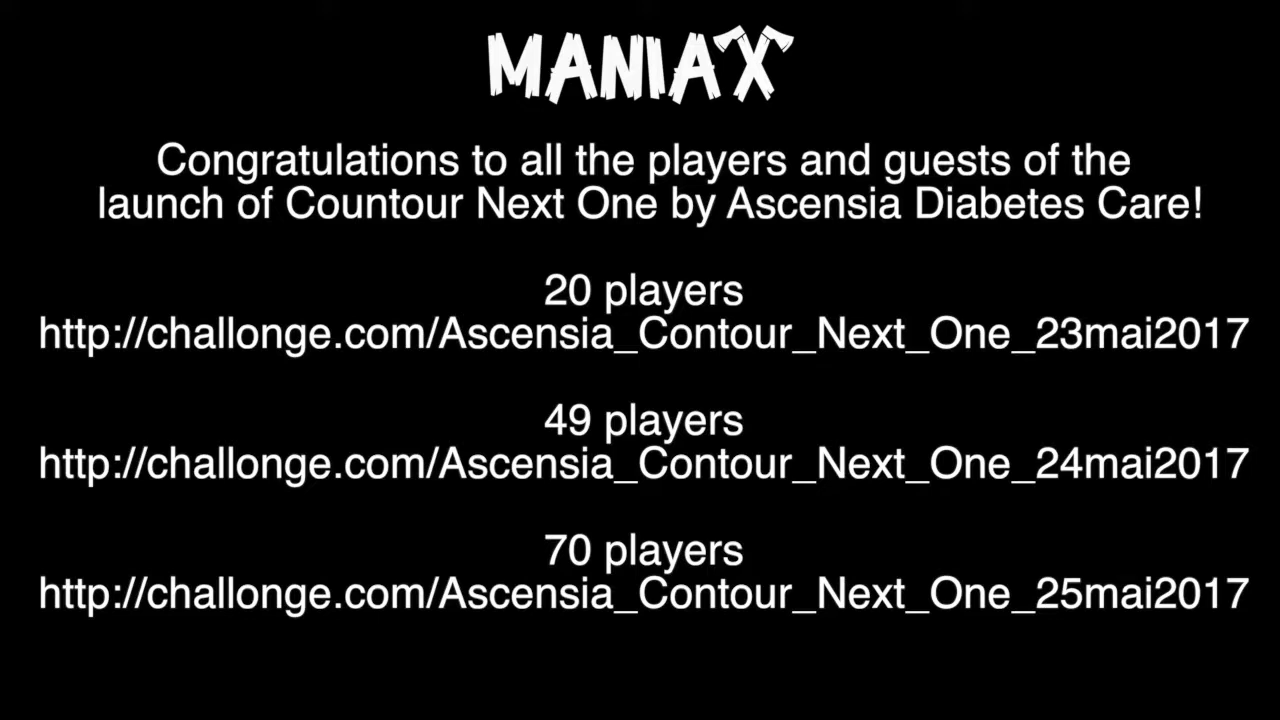 MANIAX
Congratulations to all the players and guests of the
launch of Countour Next One by Ascensia Diabetes Care!
20 players
http://challonge.com/Ascensia_Contour_Next_One_23mai2017
49 players
http://challonge.com/Ascensia_Contour_Next_One_24mai2017
70 players
http://challonge.com/Ascensia_Contour_Next_One_25mai2017